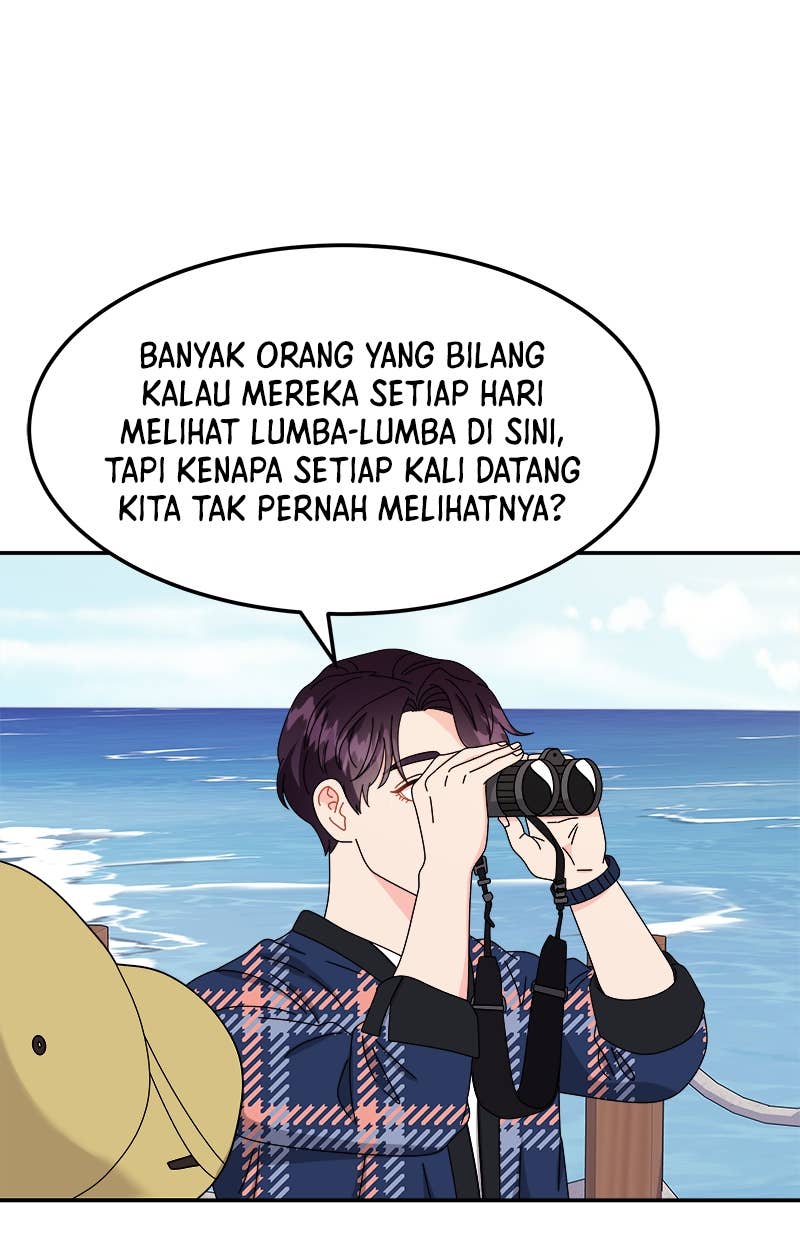 BANYAK ORANG YANG BILANG
KALAU MEREKA SETIAP HARI
MELIHAT LUMBA-LUMBA DI SINI,
TAPI KENAPA SETIAP KALI DATANG
KITA TAK PERNAH MELIHATNYA?